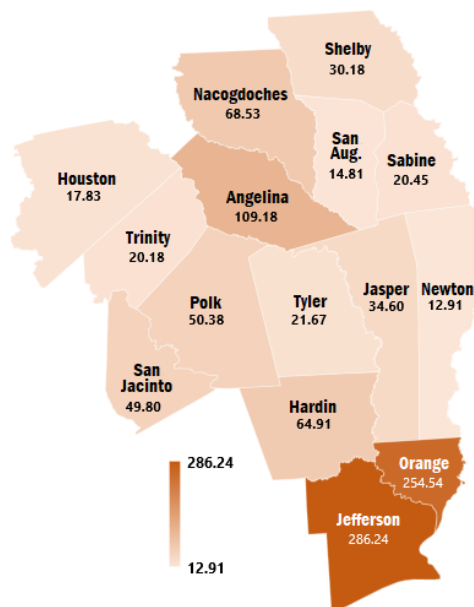 Shelby
30.18
Nacogdoches
68.53
San
Aug.
14.81
Sabine
20.45
Houston
17.83
Angelina
109.18
Trinity
20.18
Polk
50.38
Tyler
21.67
Jasper
34.60
Newton
12.91
San
Jacinto
49.80
Hardin
64.91
Orange
254.54
Jefferson
286.24
286.24
12.91